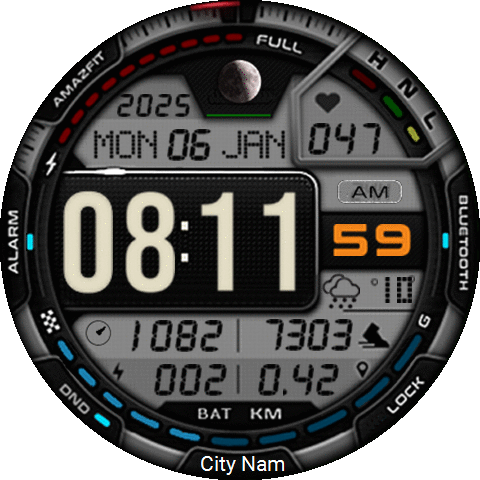 AMAZFIT
FULL
H N L
2025
MON 06 JAN
047
AM
08:11
59
ALARM
BLUETOOTH
°10
1082 | 7303
002 | 0.42
G
DND
BAT KM
LOCK
City Nam